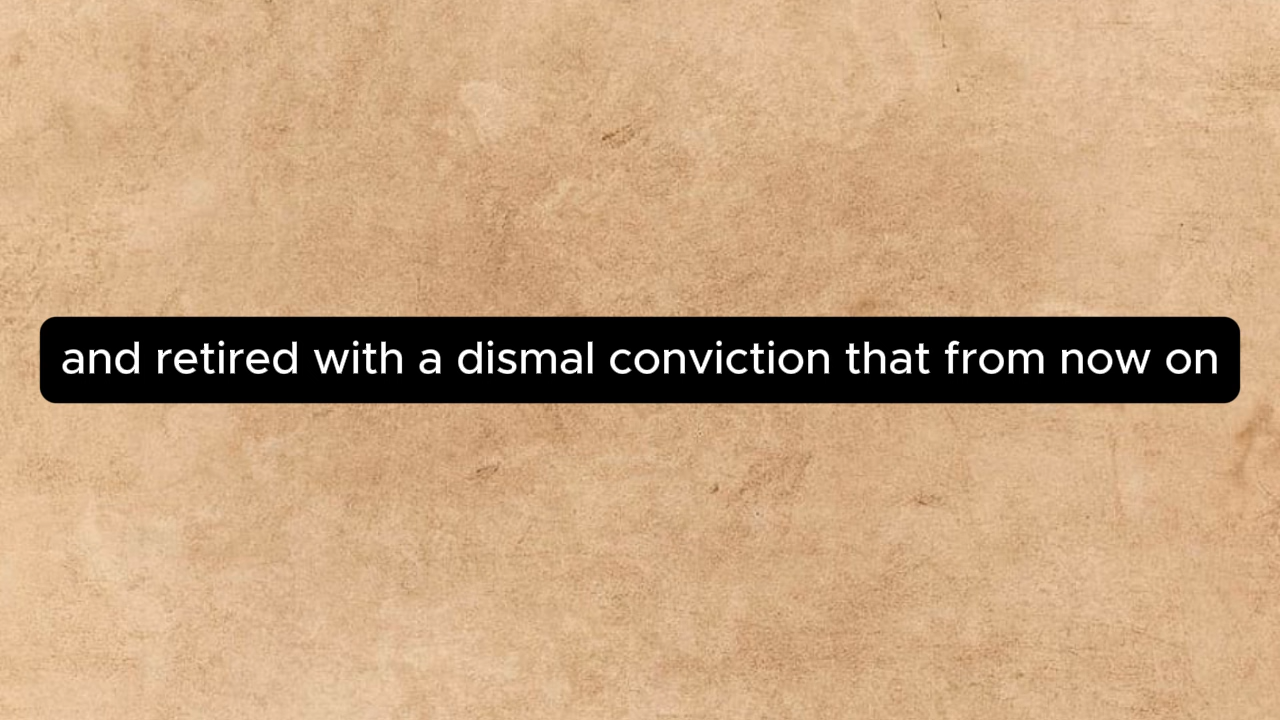 and retired with a dismal conviction that from now on